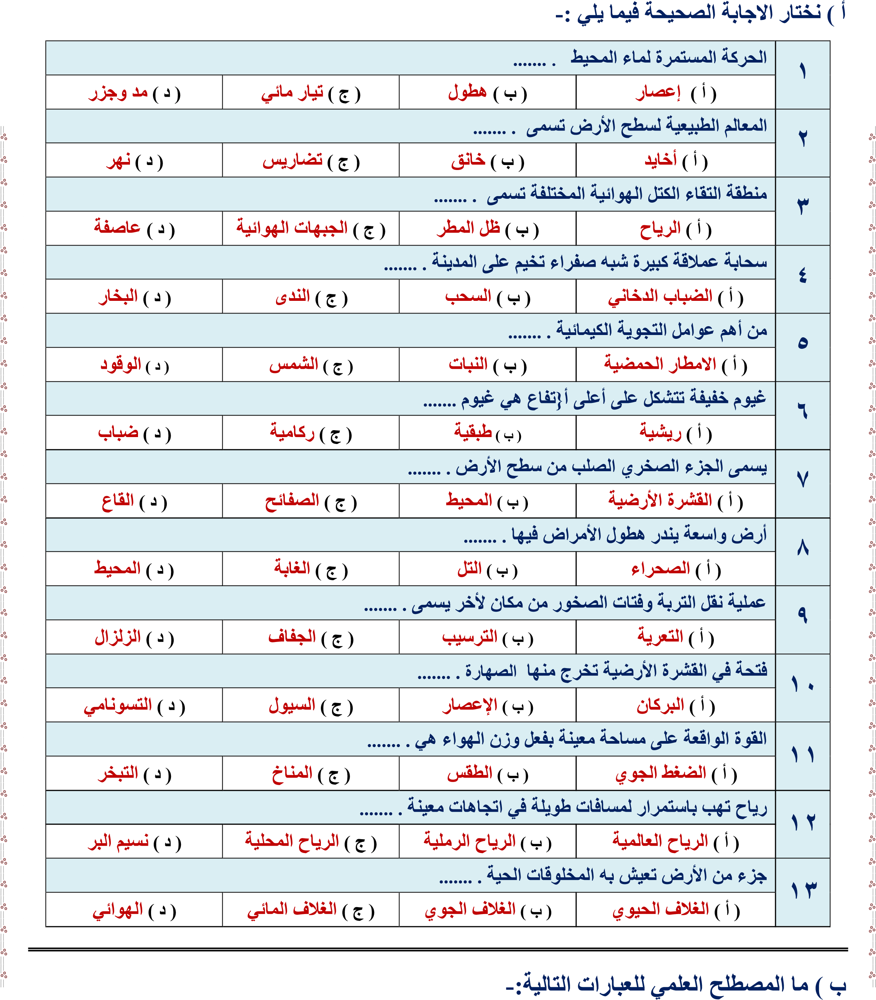 أ ) نختار الاجابة الصحيحة فيما يلي :-
١
الحركة المستمرة لماء المحيط . .......
( أ ) إعصار ( ب ) هطول ( ج ) تيار مائي ( د ) مد وجزر
٢
المعالم الطبيعية لسطح الأرض تسمى . .......
( أ ) أخايد ( ب ) خانق ( ج ) تضاريس ( د ) نهر
٣
منطقة التقاء الكتل الهوائية المختلفة تسمى . .......
( أ ) الرياح ( ب ) ظل المطر ( ج ) الجبهات الهوائية ( د ) عاصفة
٤
سحابة عملاقة كبيرة شبه صفراء تخيم على المدينة . .......
( أ ) الضباب الدخاني ( ب ) السحب ( ج ) الندى ( د ) البخار
٥
من أهم عوامل التجوية الكيمائية . .......
( أ ) الامطار الحمضية ( ب ) النبات ( ج ) الشمس ( د ) الوقود
٦
غيوم خفيفة تتشكل على أعلى أ}تفاع هي غيوم .......
( أ ) ريشية ( ب ) طبقية ( ج ) ركامية ( د ) ضباب
٧
يسمى الجزء الصخري الصلب من سطح الأرض . .......
( أ ) القشرة الأرضية ( ب ) المحيط ( ج ) الصفائح ( د ) القاع
٨
أرض واسعة يندر هطول الأمراض فيها . .......
( أ ) الصحراء ( ب ) التل ( ج ) الغابة ( د ) المحيط
٩
عملية نقل التربة وفتات الصخور من مكان لأخر يسمى . .......
( أ ) التعرية ( ب ) الترسيب ( ج ) الجفاف ( د ) الزلزال
١٠
فتحة في القشرة الأرضية تخرج منها الصهارة . .......
( أ ) البركان ( ب ) الإعصار ( ج ) السيول ( د ) التسونامي
١١
القوة الواقعة على مساحة معينة بفعل وزن الهواء هي . .......
( أ ) الضغط الجوي ( ب ) الطقس ( ج ) المناخ ( د ) التبخر
١٢
رياح تهب باستمرار لمسافات طويلة في اتجاهات معينة . .......
( أ ) الرياح العالمية ( ب ) الرياح الرملية ( ج ) الرياح المحلية ( د ) نسيم البر
١٣
جزء من الأرض تعيش به المخلوقات الحية . .......
( أ ) الغلاف الحيوي ( ب ) الغلاف الجوي ( ج ) الغلاف المائي ( د ) الهوائي
ب ) ما المصطلح العلمي للعبارات التالية:-